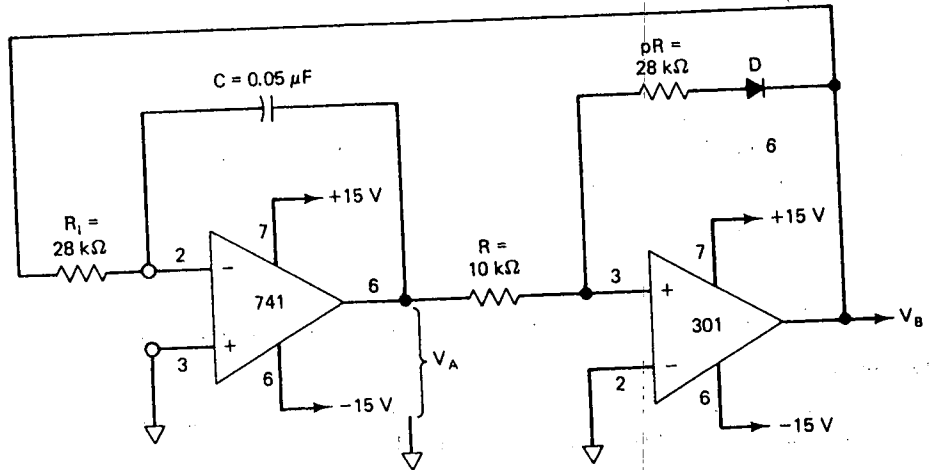 pR =
28 kΩ
D
C = 0.05 μF
6
+15 V
+15 V
R₁ =
28 kΩ
7
7
R =
10 kΩ
2
−
741
6
3
+
301
V_B
3
+
V_A
2
−
6
6
−15 V
−15 V